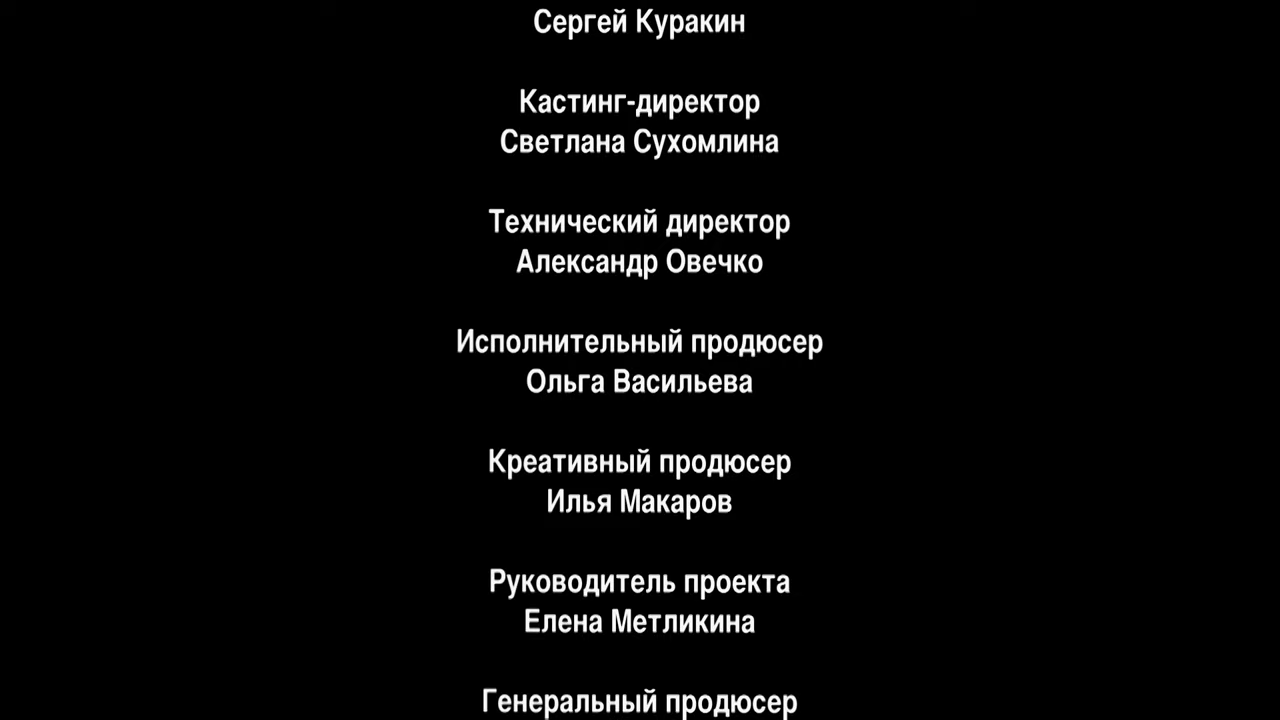 Сергей Куракин
Кастинг-директор
Светлана Сухомлина
Технический директор
Александр Овечко
Исполнительный продюсер
Ольга Васильева
Креативный продюсер
Илья Макаров
Руководитель проекта
Елена Метликина
Генеральный продюсер